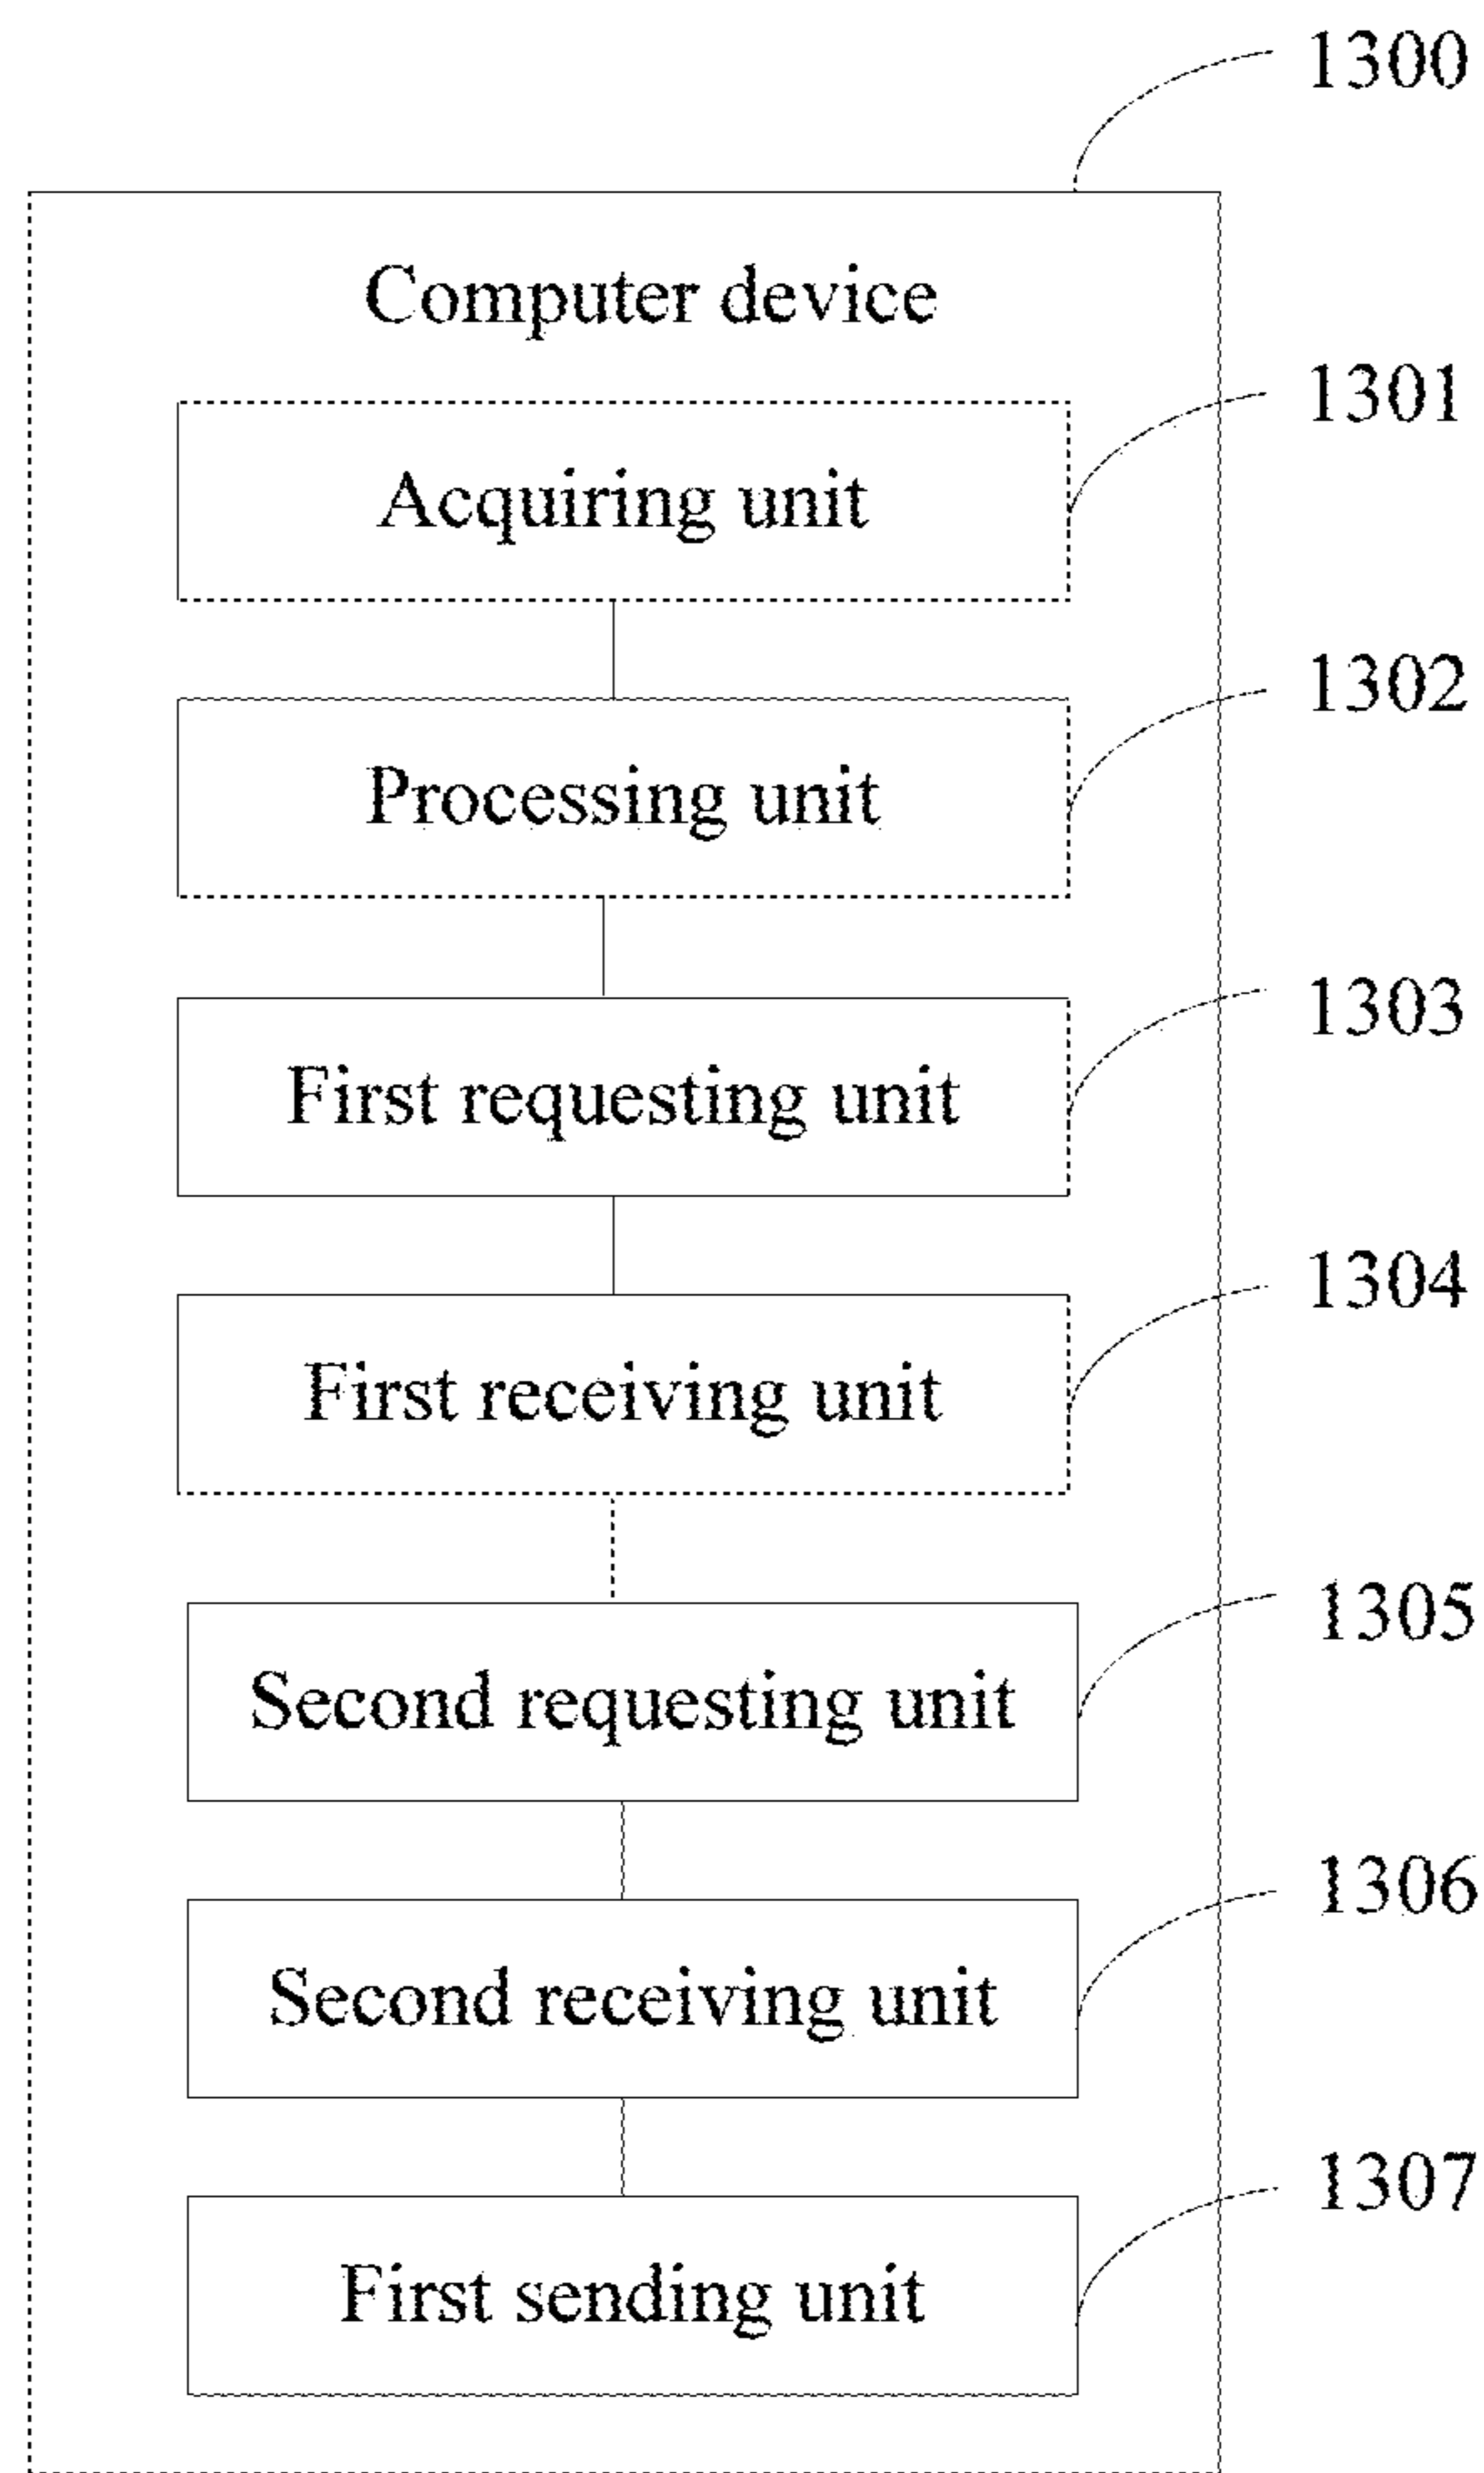 1300
Computer device
1301
Acquiring unit
1302
Processing unit
1303
First requesting unit
1304
First receiving unit
1305
Second requesting unit
1306
Second receiving unit
1307
First sending unit